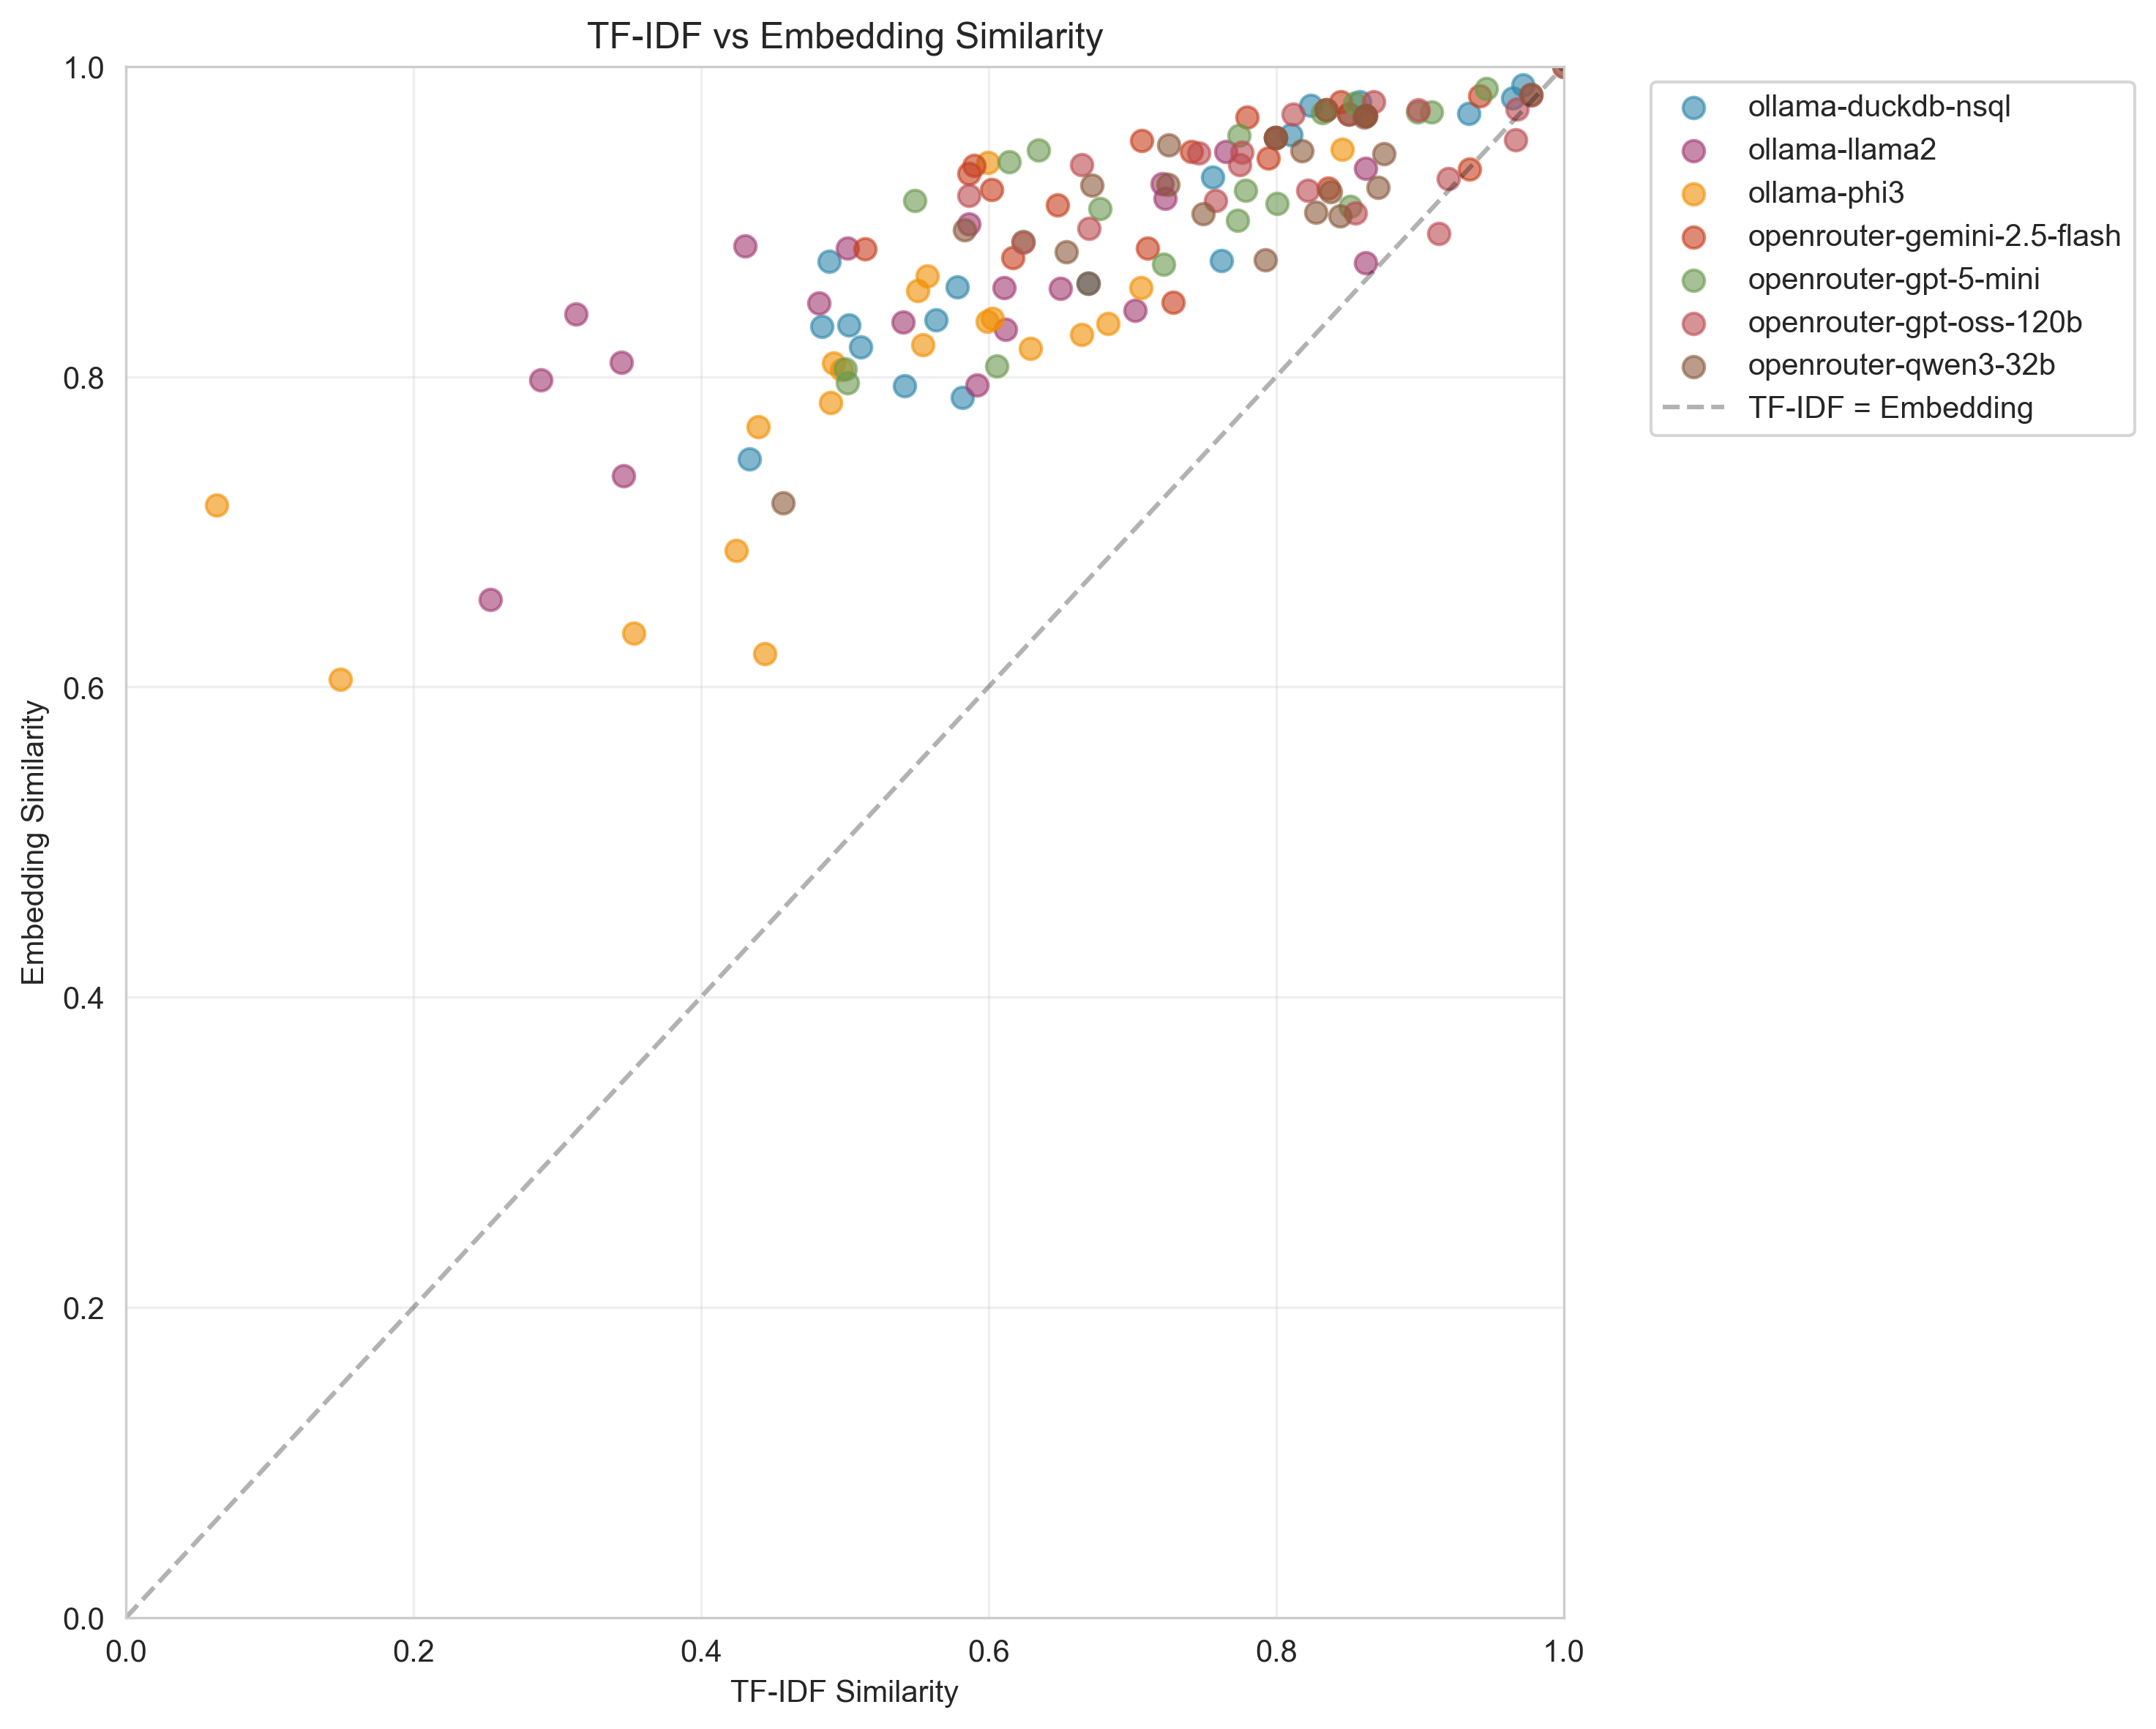 TF-IDF vs Embedding Similarity
1.0
0.8
0.6
0.4
0.2
0.0
Embedding Similarity
0.0 0.2 0.4 0.6 0.8 1.0
TF-IDF Similarity
ollama-duckdb-nsql
ollama-llama2
ollama-phi3
openrouter-gemini-2.5-flash
openrouter-gpt-5-mini
openrouter-gpt-oss-120b
openrouter-qwen3-32b
TF-IDF = Embedding